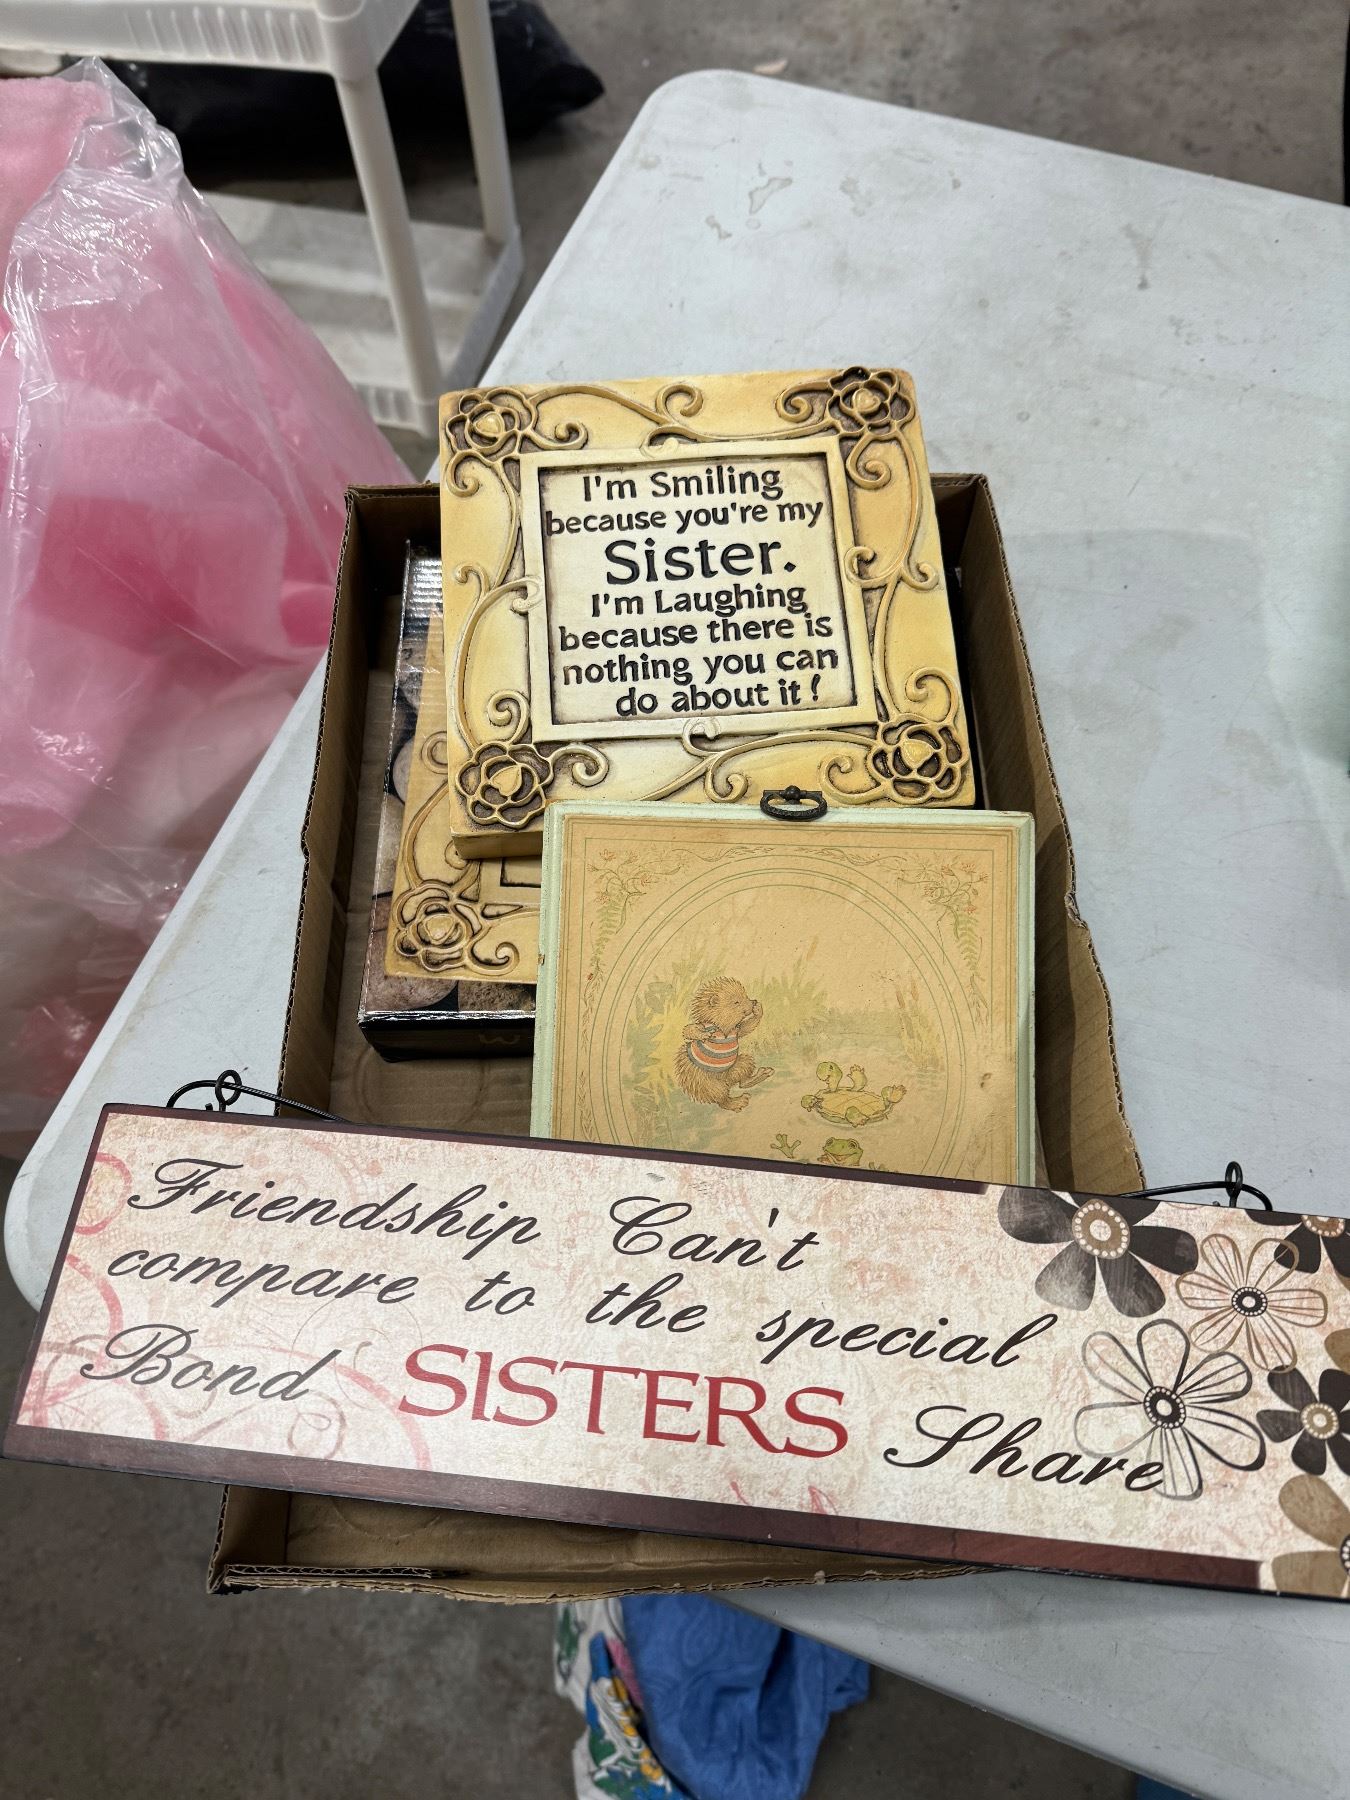 I'm Smiling
because you're my
Sister.
I'm Laughing
because there is
nothing you can
do about it!
Friendship Can't
compare to the special
Bond SISTERS Share